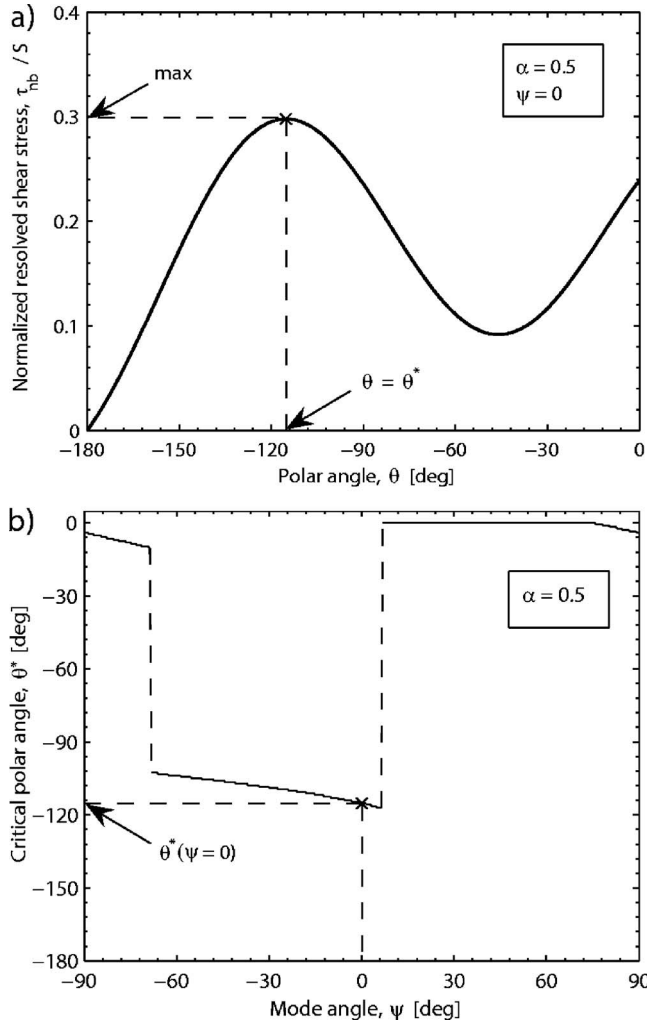 a)
0.4
0.3
0.2
0.1
0
Normalized resolved shear stress, τnb / S
max
α = 0.5
ψ = 0
θ = θ*
−180
−150
−120
−90
−60
−30
0
Polar angle, θ [deg]
b)
0
−30
−60
−90
−120
−150
−180
Critical polar angle, θ* [deg]
α = 0.5
θ*(ψ=0)
−90
−60
−30
0
30
60
90
Mode angle, ψ [deg]